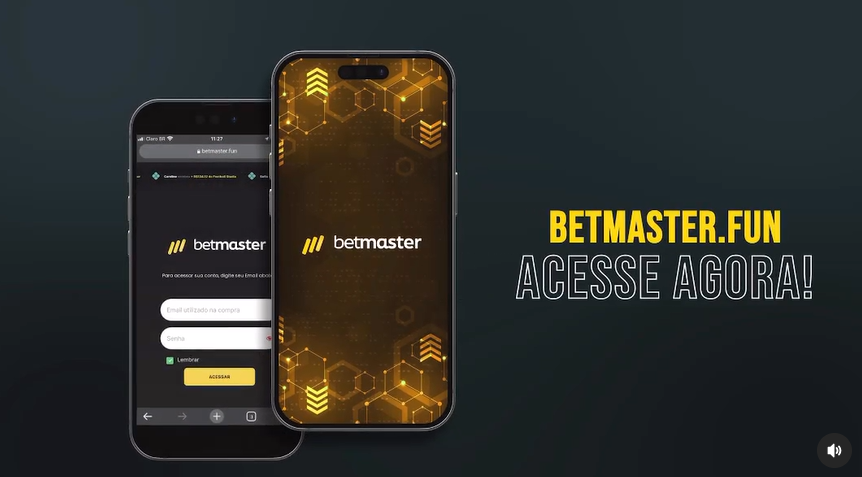 Claro BR
11:27
betmaster.fun
betmaster
Para acessar sua conta, digite seu Email
Email utilizado na compra
Senha
Lembrar
ACESSAR
betmaster
BETMASTER.FUN
ACESSE AGORA!